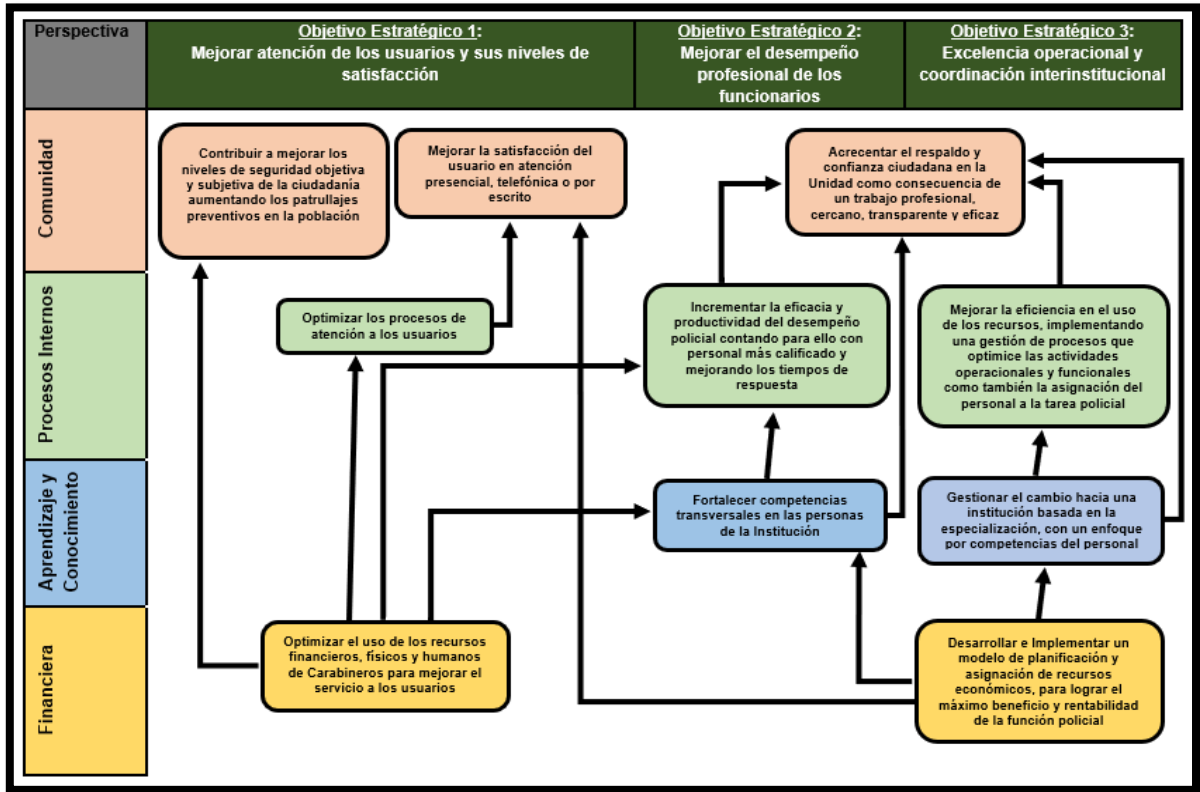 Perspectiva
Objetivo Estratégico 1:
Mejorar atención de los usuarios y sus niveles de
satisfacción
Objetivo Estratégico 2:
Mejorar el desempeño
profesional de los
funcionarios
Objetivo Estratégico 3:
Excelencia operacional y
coordinación interinstitucional
Comunidad
Contribuir a mejorar los
niveles de seguridad objetiva
y subjetiva de la ciudadanía
aumentando los patrullajes
preventivos en la población
Mejorar la satisfacción del
usuario en atención
presencial, telefónica o por
escrito
Acrecentar el respaldo y
confianza ciudadana en la
Unidad como consecuencia de
un trabajo profesional,
cercano, transparente y eficaz
Procesos Internos
Optimizar los procesos de
atención a los usuarios
Incrementar la eficacia y
productividad del desempeño
policial contando para ello con
personal más calificado y
mejorando los tiempos de
respuesta
Mejorar la eficiencia en el uso
de los recursos, implementando
una gestión de procesos que
optimice las actividades
operacionales y funcionales
como también la asignación del
personal a la tarea policial
Aprendizaje y
Conocimiento
Fortalecer competencias
transversales en las personas
de la Institución
Gestionar el cambio hacia una
institución basada en la
especialización, con un enfoque
por competencias del personal
Financiera
Optimizar el uso de los recursos
financieros, físicos y humanos
de Carabineros para mejorar el
servicio a los usuarios
Desarrollar e Implementar un
modelo de planificación y
asignación de recursos
económicos, para lograr el
máximo beneficio y rentabilidad
de la función policial